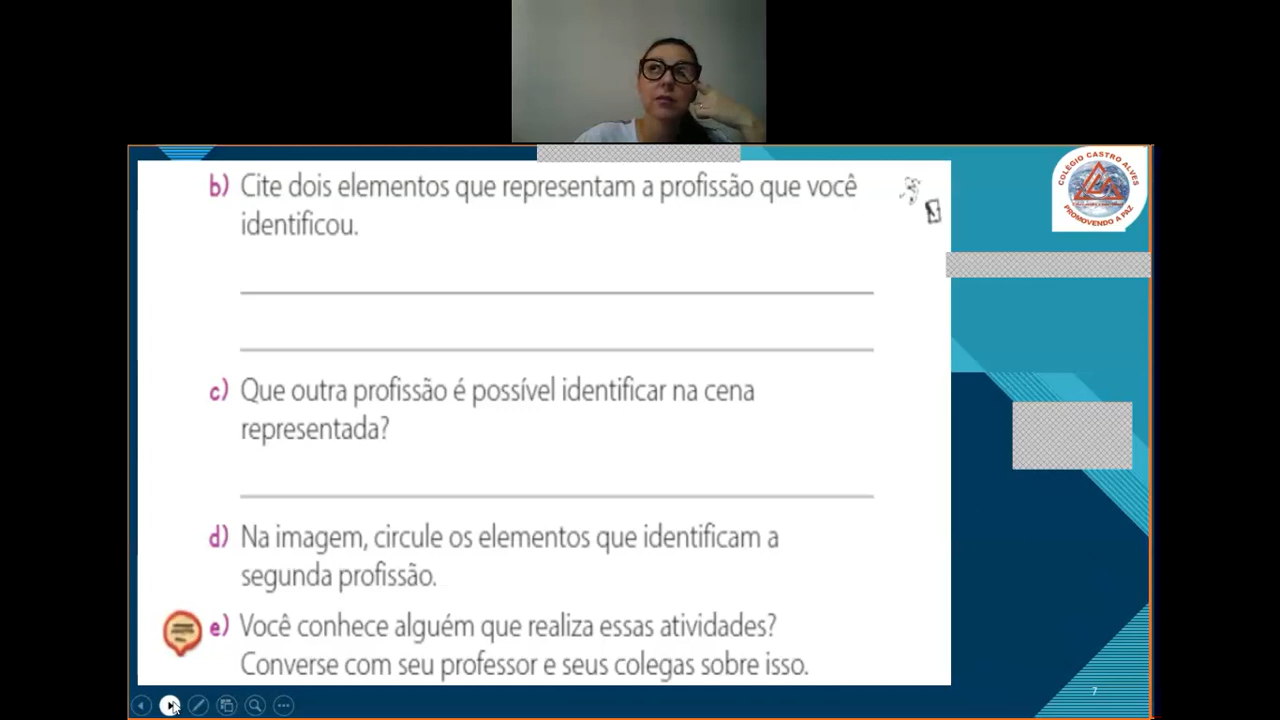 COLÉGIO CASTRO ALVES
PROMOVENDO A PAZ
b) Cite dois elementos que representam a profissão que você
identificou.
c) Que outra profissão é possível identificar na cena
representada?
d) Na imagem, circule os elementos que identificam a
segunda profissão.
e) Você conhece alguém que realiza essas atividades?
Converse com seu professor e seus colegas sobre isso.
7